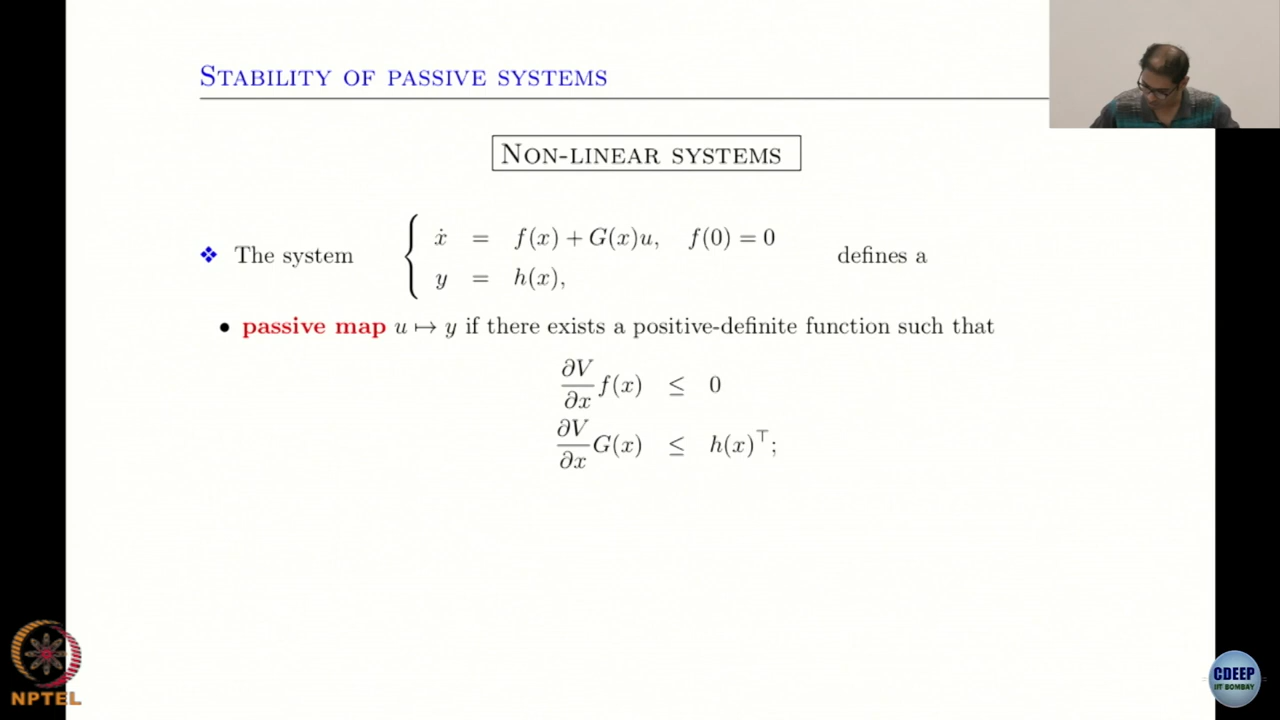 STABILITY OF PASSIVE SYSTEMS
NON-LINEAR SYSTEMS
❖ The system { ẋ = f(x) + G(x)u, f(0) = 0 defines a
y = h(x),
• passive map u ↦ y if there exists a positive-definite function such that
∂V/∂x f(x) ≤ 0
∂V/∂x G(x) ≤ h(x)⊤;
NPTEL
CDEEP
IIT BOMBAY